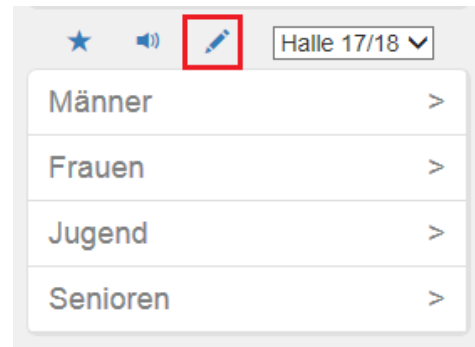 Halle 17/18
Männer >
Frauen >
Jugend >
Senioren >